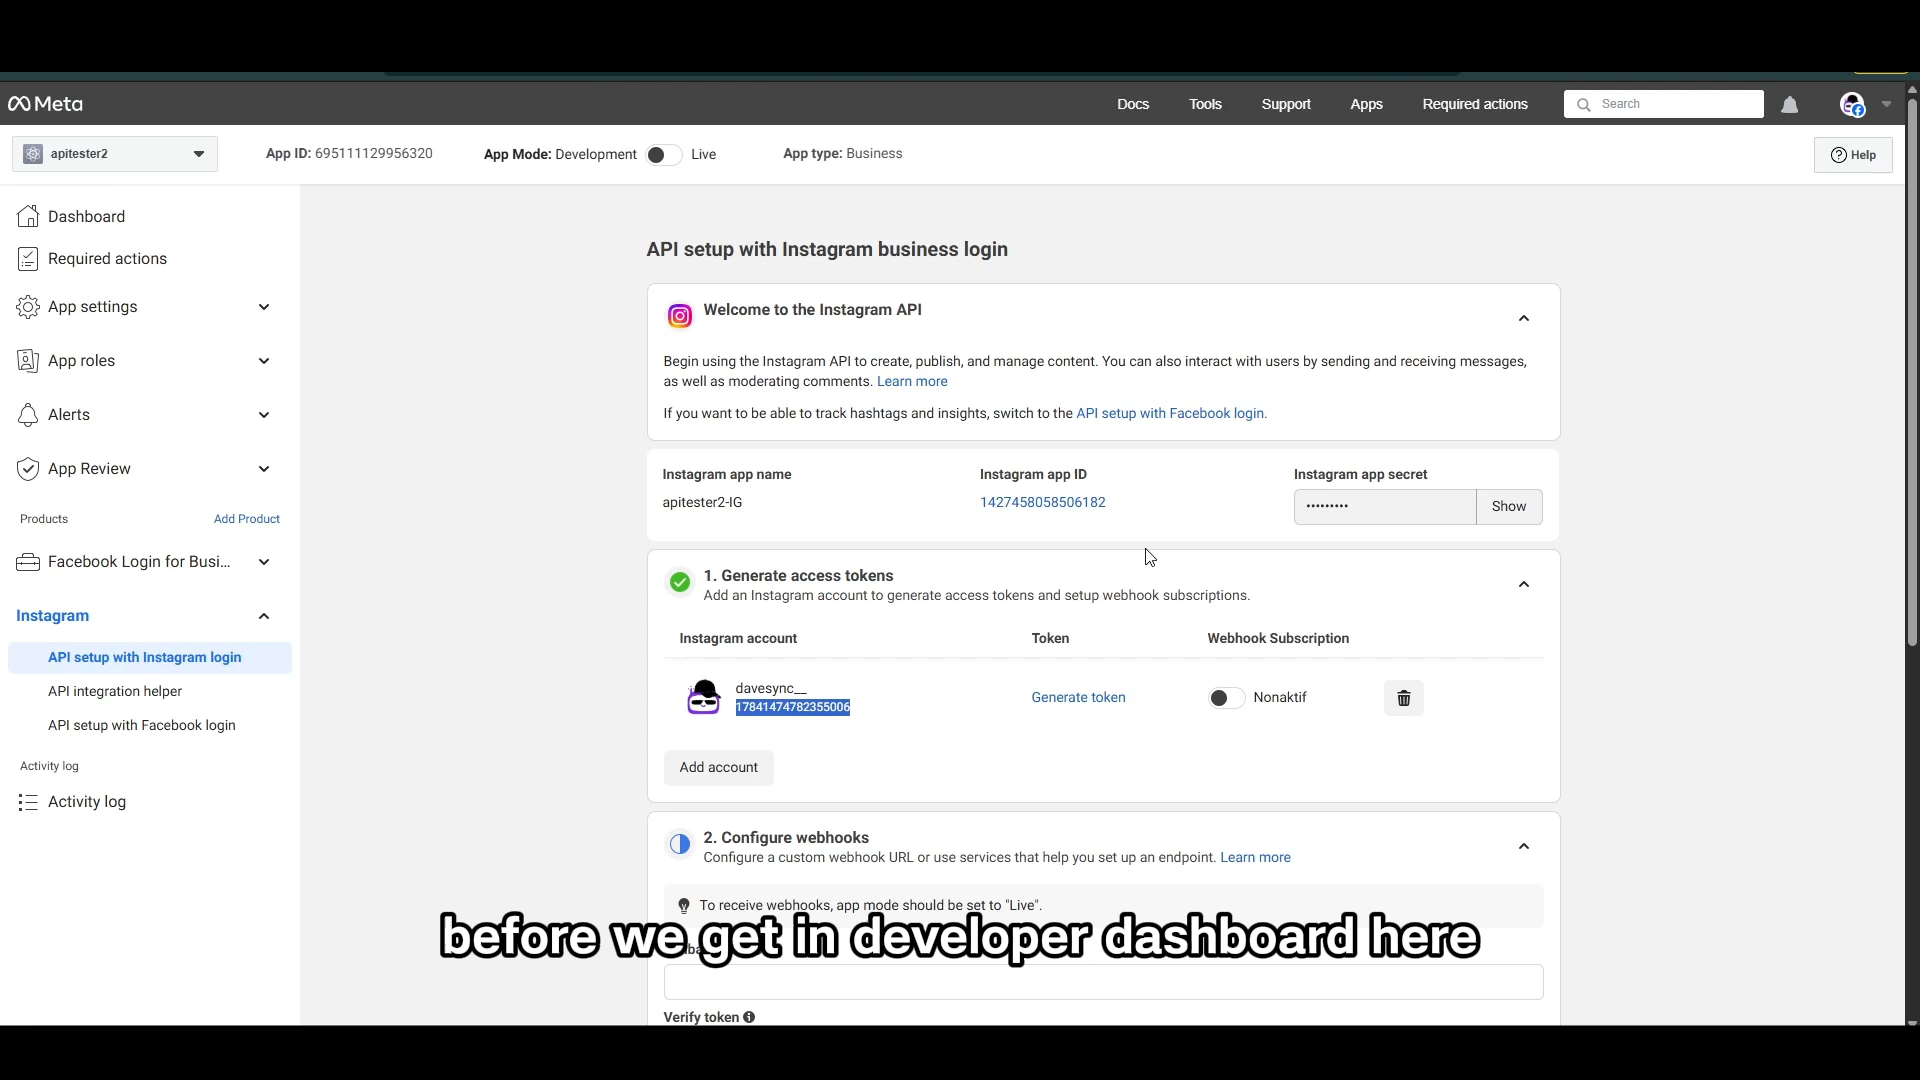 Meta
Docs
Tools
Support
Apps
Required actions
Search
apitester2
App ID: 695111129956320
App Mode: Development
Live
App type: Business
Help
Dashboard
Required actions
App settings
App roles
Alerts
App Review
Products
Add Product
Facebook Login for Busi...
Instagram
API setup with Instagram login
API integration helper
API setup with Facebook login
Activity log
Activity log
API setup with Instagram business login
Welcome to the Instagram API
Begin using the Instagram API to create, publish, and manage content. You can also interact with users by sending and receiving messages,
as well as moderating comments. Learn more
If you want to be able to track hashtags and insights, switch to the API setup with Facebook login.
Instagram app name
Instagram app ID
Instagram app secret
apitester2-IG
1427458058506182
•••••••••
Show
1. Generate access tokens
Add an Instagram account to generate access tokens and setup webhook subscriptions.
Instagram account
Token
Webhook Subscription
davesync__
17841474782355006
Generate token
Nonaktif
Add account
2. Configure webhooks
Configure a custom webhook URL or use services that help you set up an endpoint. Learn more
To receive webhooks, app mode should be set to "Live".
before we get in developer dashboard here
Verify token